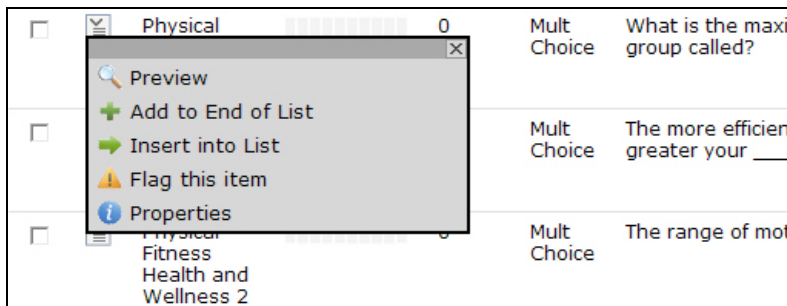 Physical 0 Mult What is the maxi
Choice group called?
Preview
Add to End of List
Insert into List
Flag this item
Properties
Mult The more efficien
Choice greater your ___
Physical 0 Mult The range of mot
Fitness Choice
Health and
Wellness 2